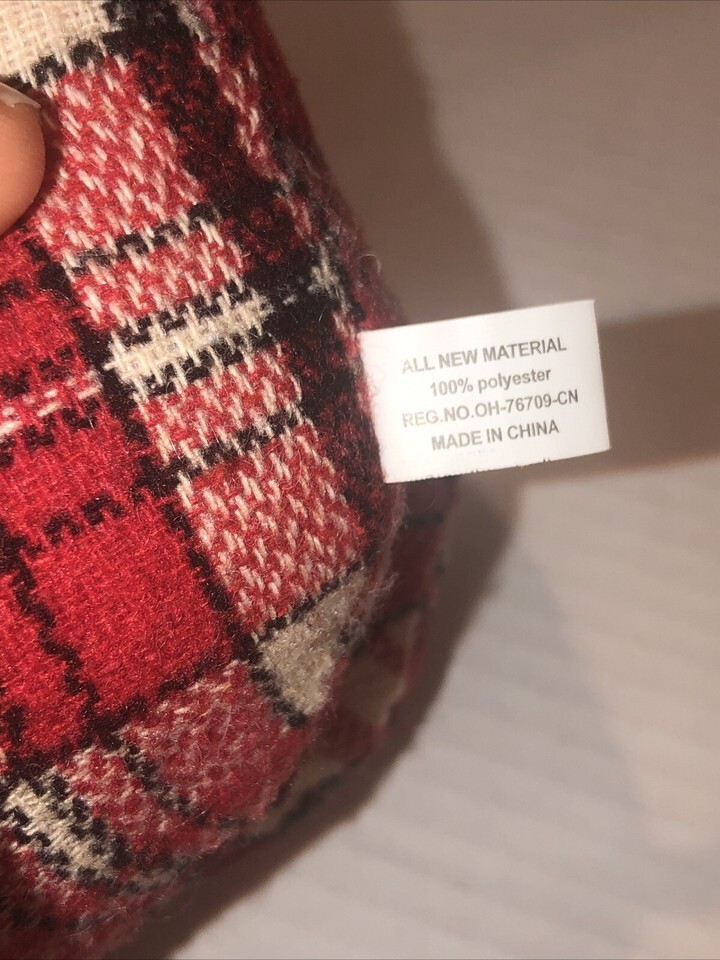 ALL NEW MATERIAL
100% polyester
REG.NO.OH-76709-CN
MADE IN CHINA